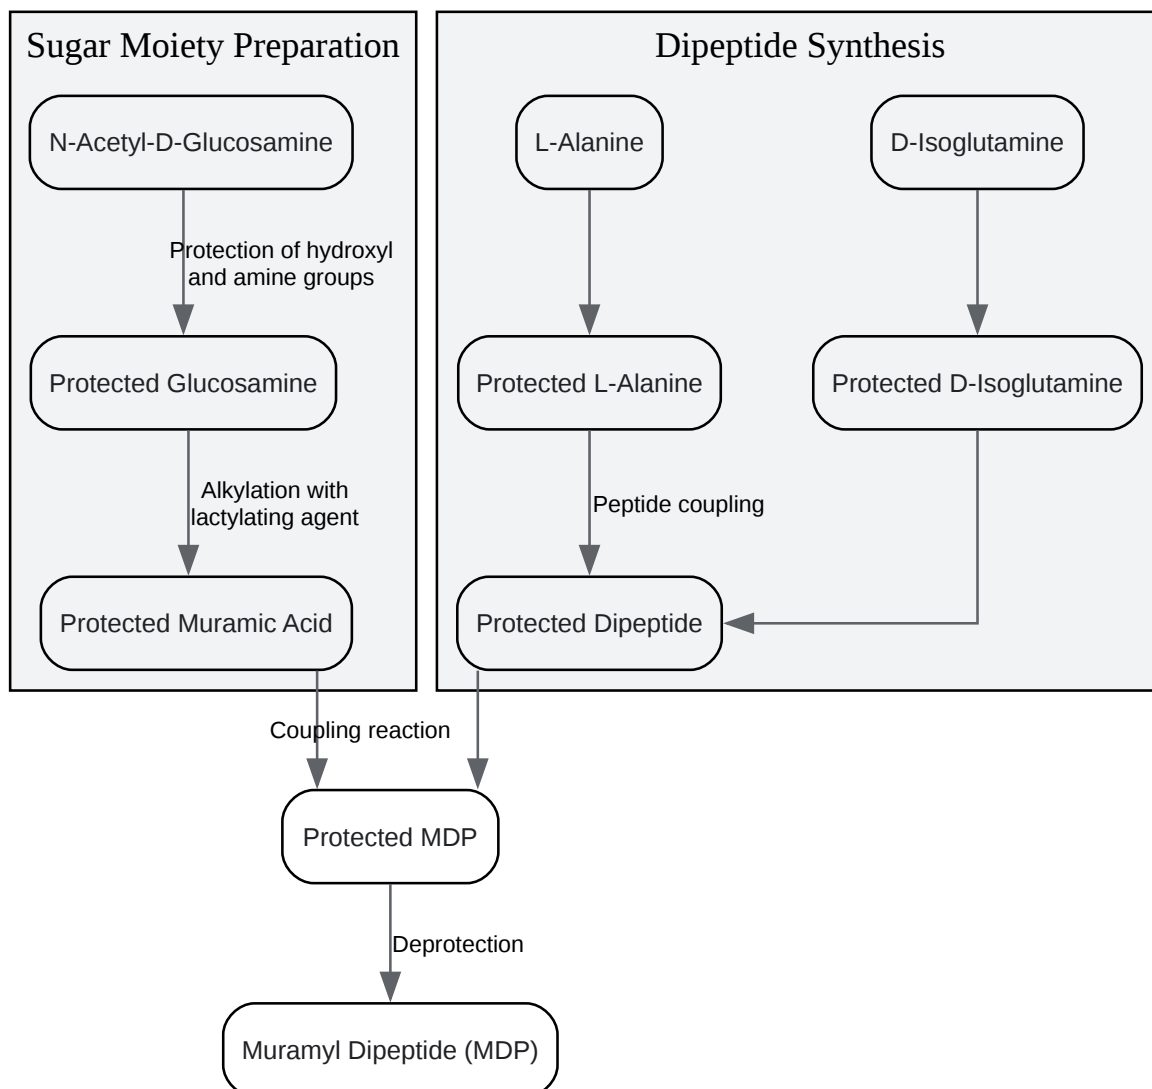 Sugar Moiety Preparation
Dipeptide Synthesis
N-Acetyl-D-Glucosamine
L-Alanine
D-Isoglutamine
Protection of hydroxyl
and amine groups
Protected Glucosamine
Protected L-Alanine
Protected D-Isoglutamine
Alkylation with
lactylating agent
Peptide coupling
Protected Muramic Acid
Protected Dipeptide
Coupling reaction
Protected MDP
Deprotection
Muramyl Dipeptide (MDP)